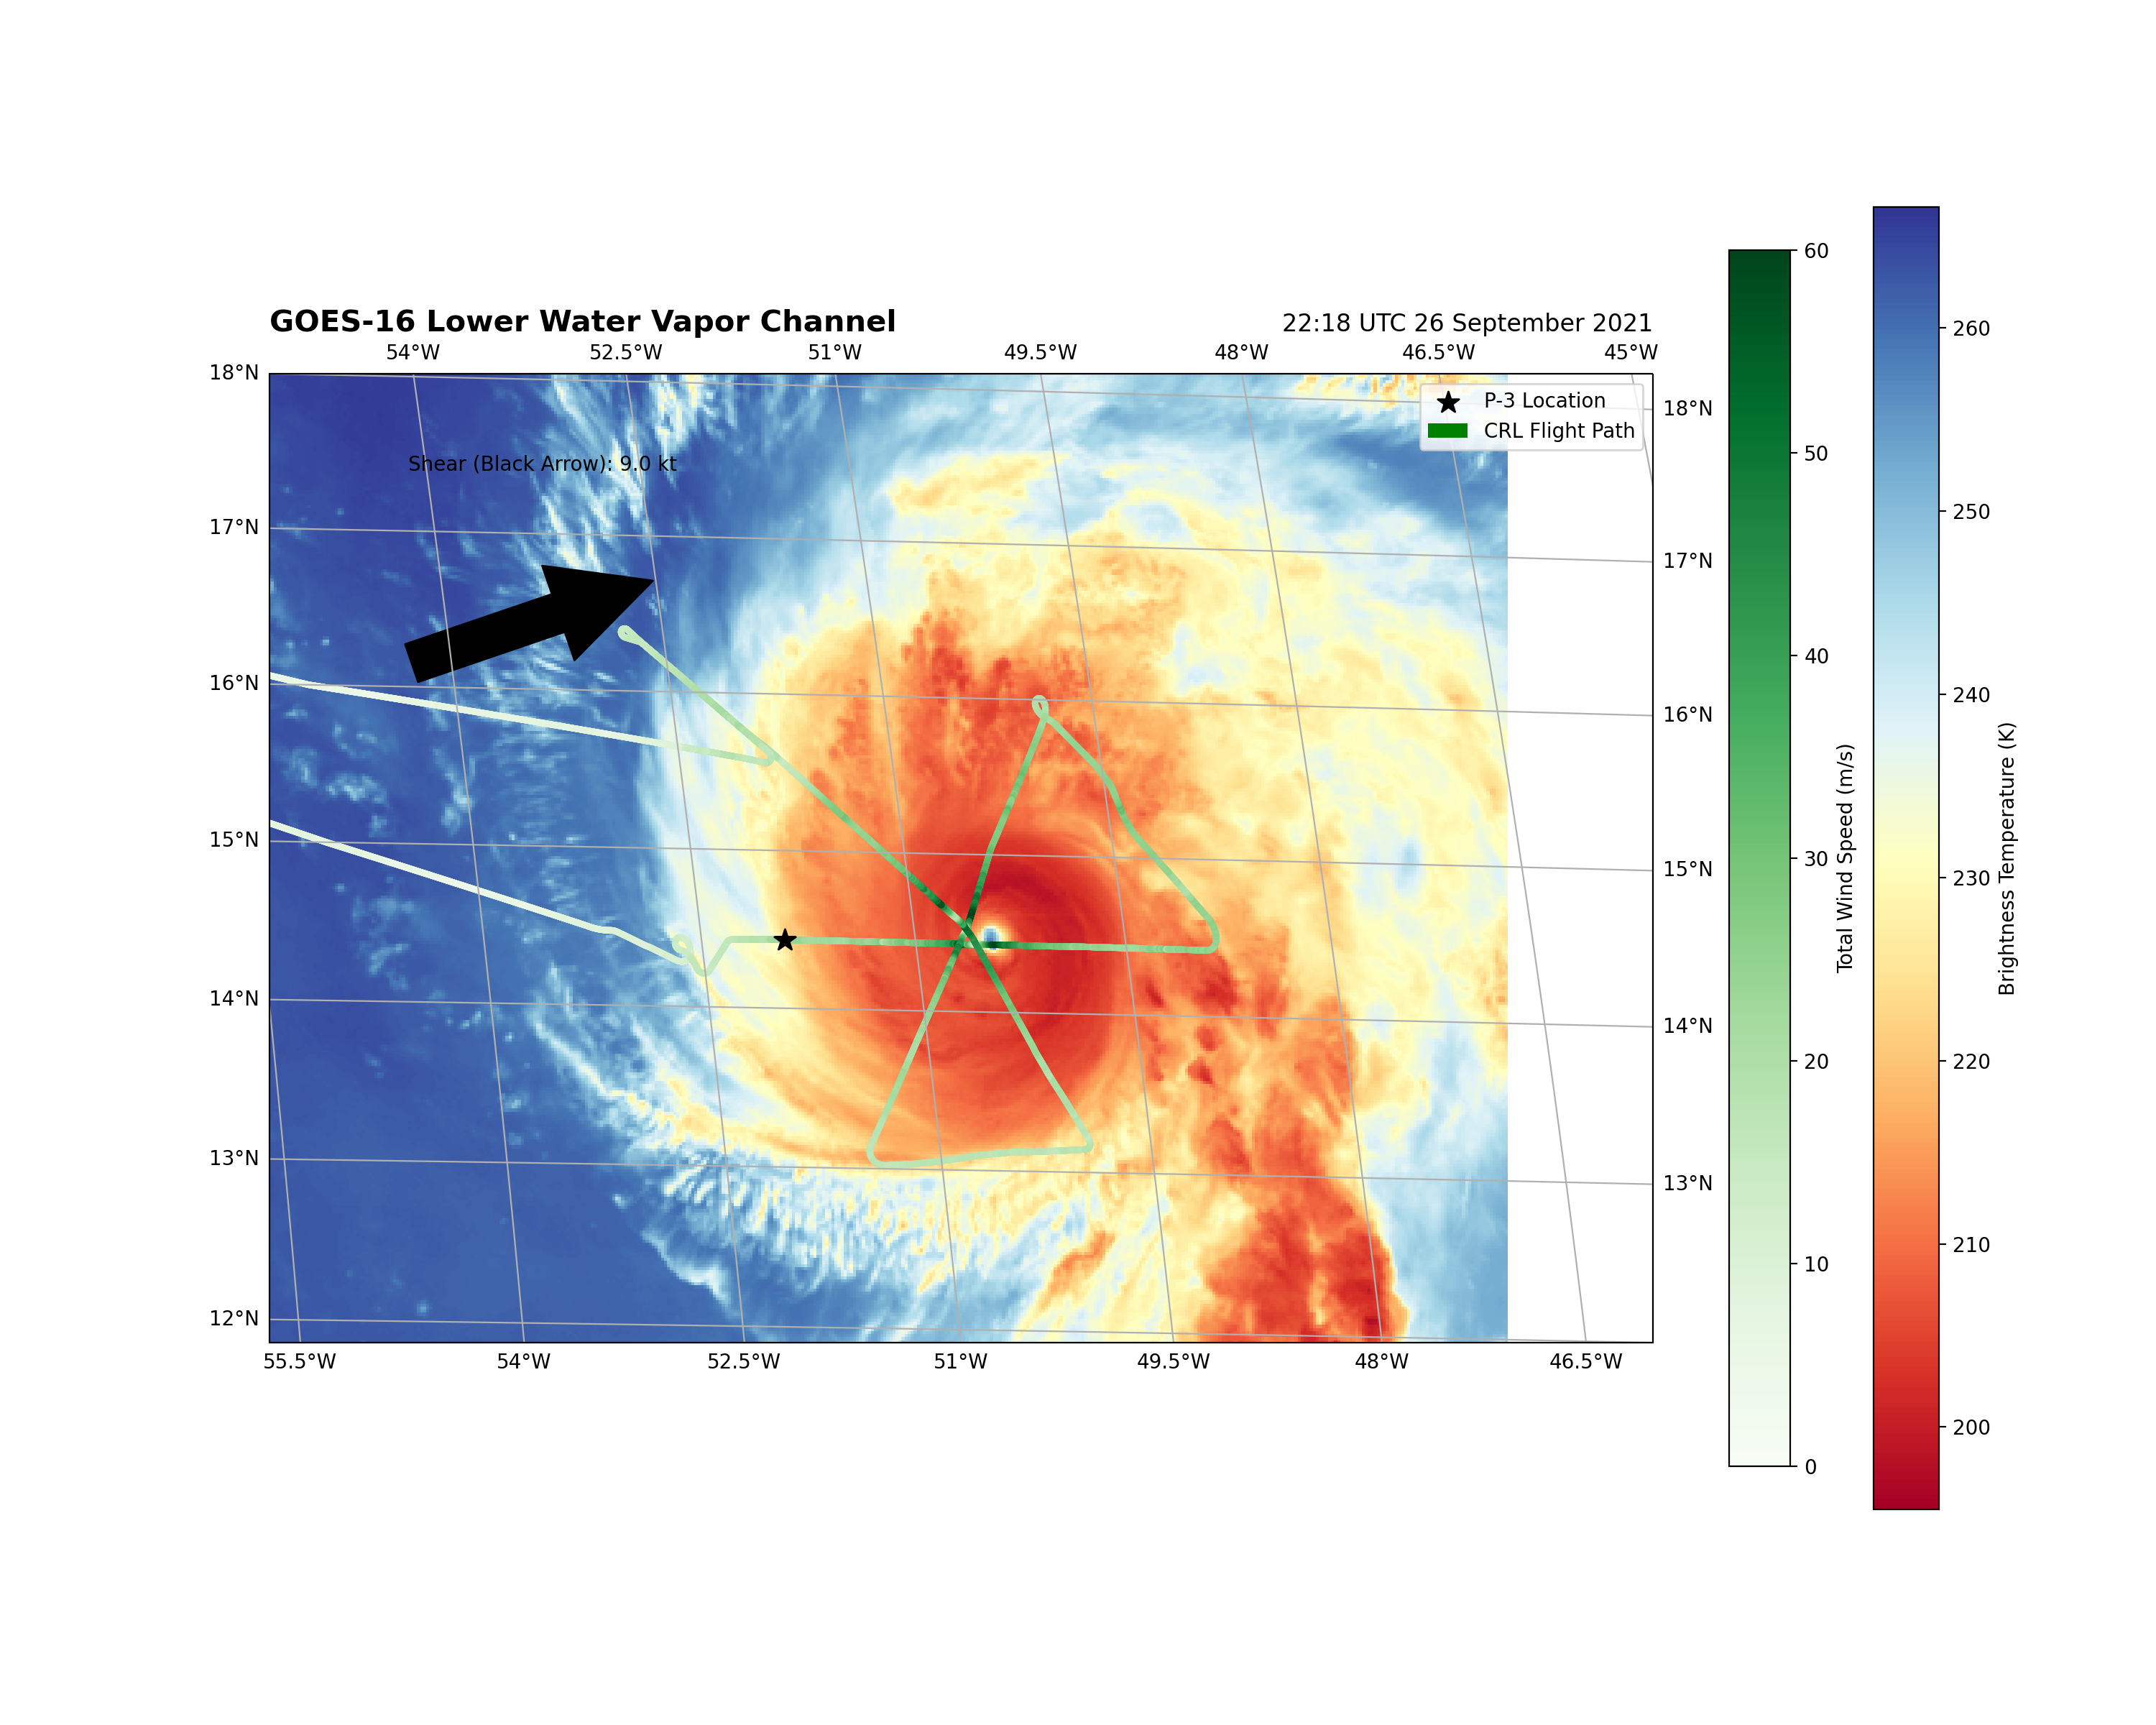 GOES-16 Lower Water Vapor Channel
22:18 UTC 26 September 2021
54°W 52.5°W 51°W 49.5°W 48°W 46.5°W 45°W
18°N
17°N
16°N
15°N
14°N
13°N
12°N
Shear (Black Arrow): 9.0 kt
P-3 Location
CRL Flight Path
18°N
17°N
16°N
15°N
14°N
13°N
55.5°W 54°W 52.5°W 51°W 49.5°W 48°W 46.5°W
60
50
40
30
20
10
0
Total Wind Speed (m/s)
260
250
240
230
220
210
200
Brightness Temperature (K)